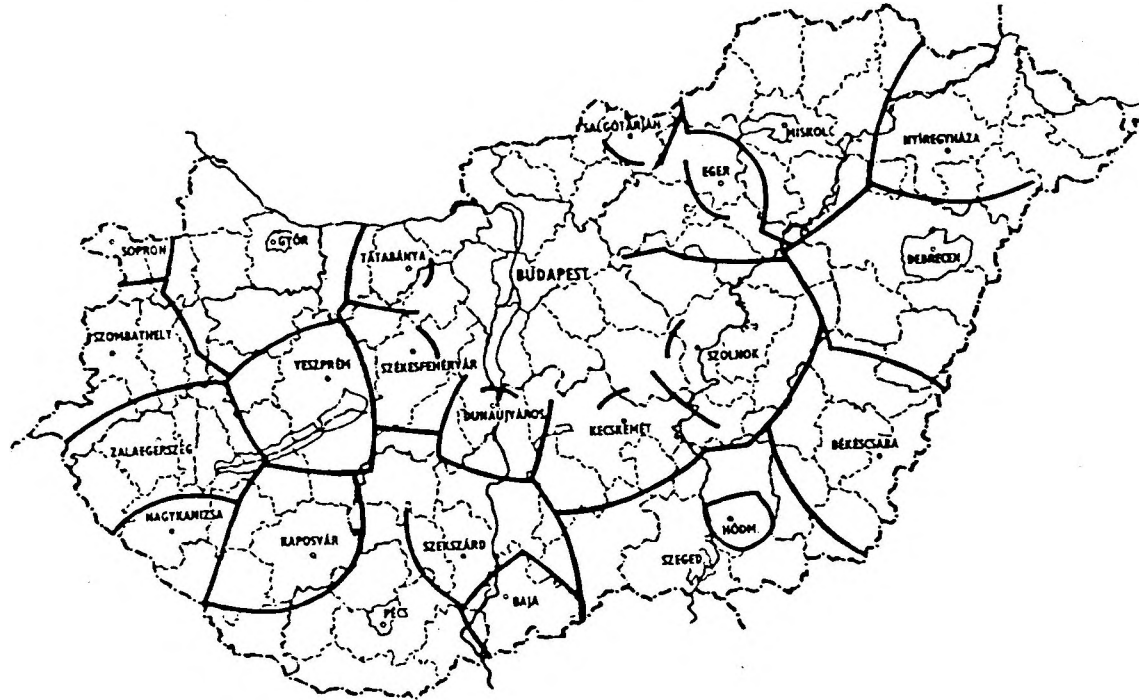 SALGÓTARJÁN
MISKOLC
NYÍREGYHÁZA
EGER
SOPRON
GYŐR
TATABÁNYA
BUDAPEST
DEBRECEN
SZOMBATHELY
VESZPRÉM
SZÉKESFEHÉRVÁR
SZOLNOK
DUNAÚJVÁROS
KECSKEMÉT
ZALAEGERSZEG
BÉKÉSCSABA
NAGYKANIZSA
KAPOSVÁR
SZEKSZÁRD
HÓDM.
SZEGED
BAJA
PÉCS